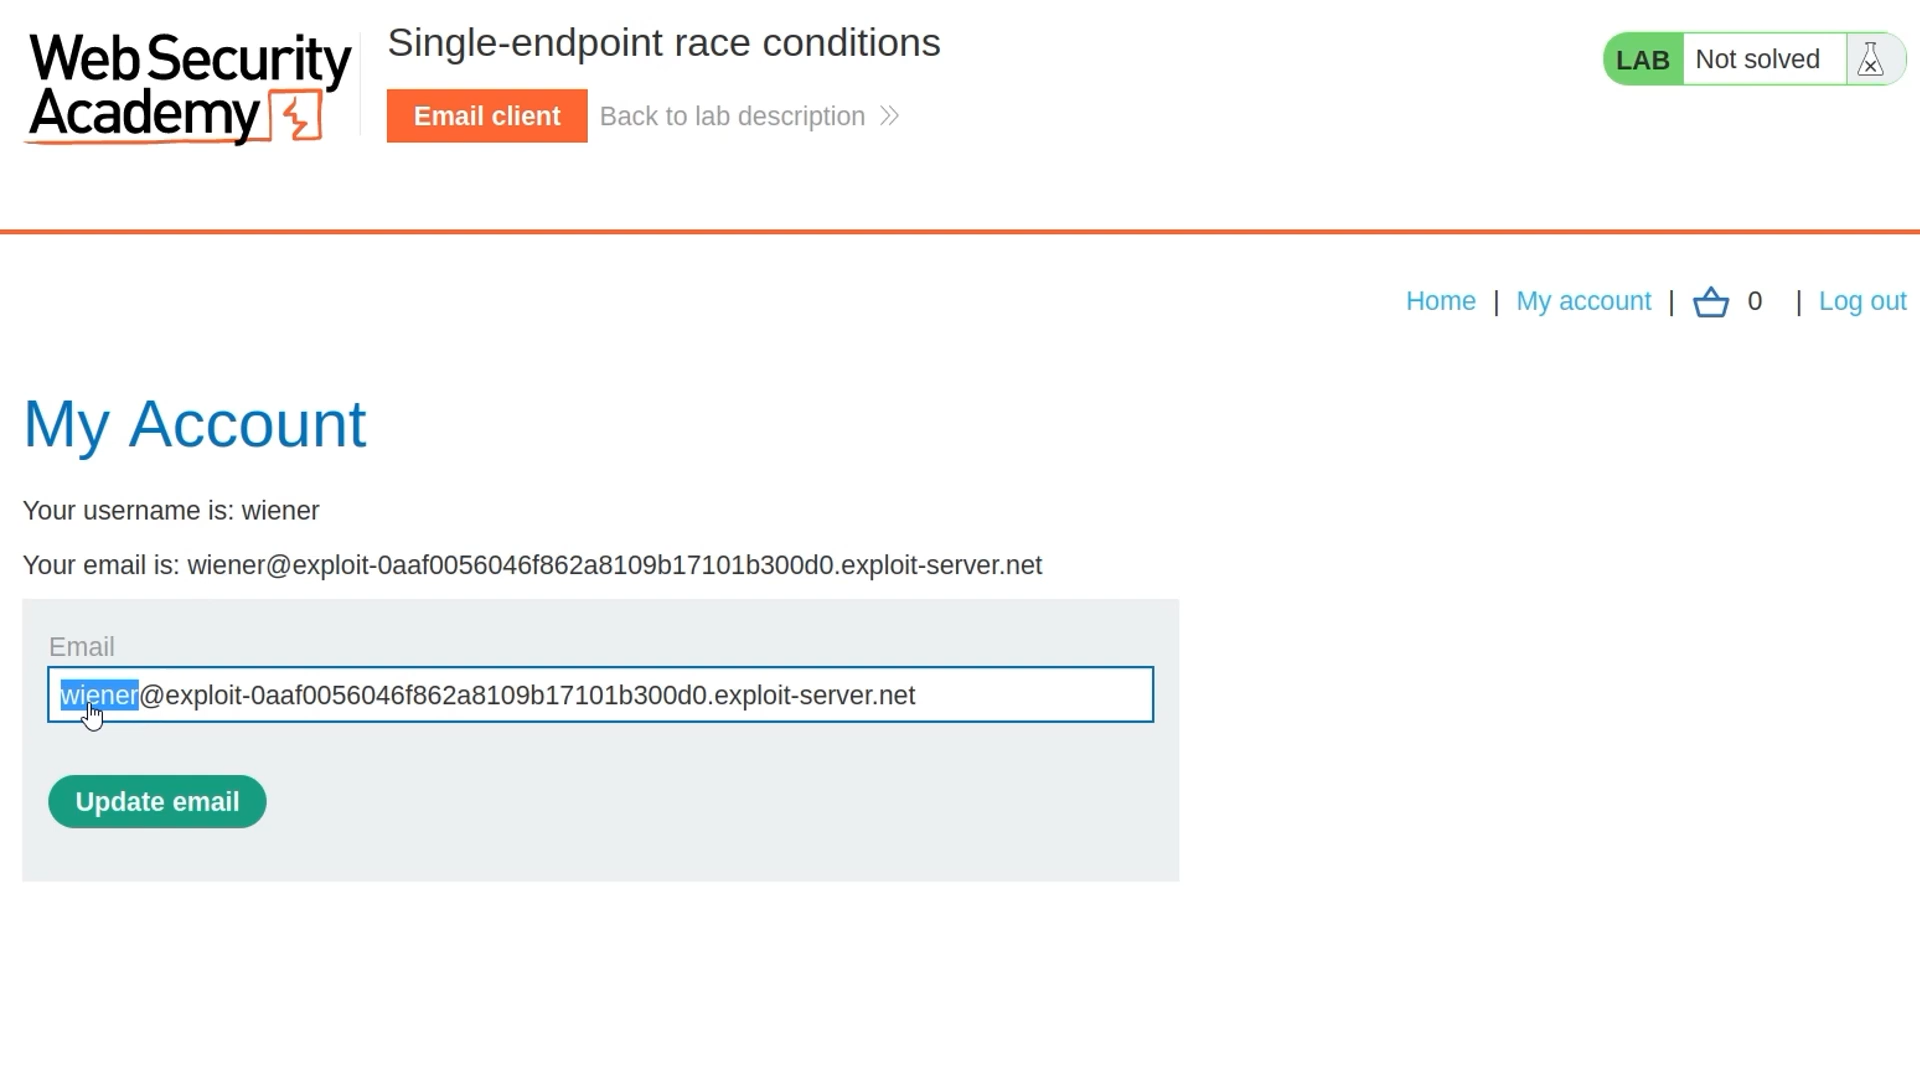 Web Security
Academy
Single-endpoint race conditions
Email client
Back to lab description
LAB
Not solved
Home | My account | 0 | Log out
My Account
Your username is: wiener
Your email is: wiener@exploit-0aaf0056046f862a8109b17101b300d0.exploit-server.net
Email
wiener@exploit-0aaf0056046f862a8109b17101b300d0.exploit-server.net
Update email